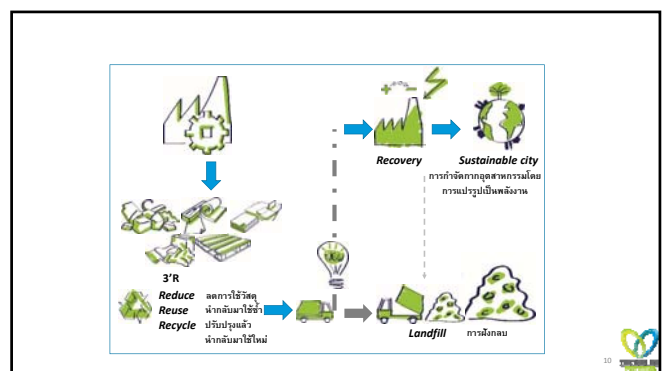 Recovery
Sustainable city
การกำจัดกากอุตสาหกรรมโดย
การแปรรูปเป็นพลังงาน
3'R
Reduce ลดการใช้วัสดุ
Reuse นำกลับมาใช้ซ้ำ
Recycle ปรับปรุงแล้ว
นำกลับมาใช้ใหม่
Landfill การฝังกลบ
10